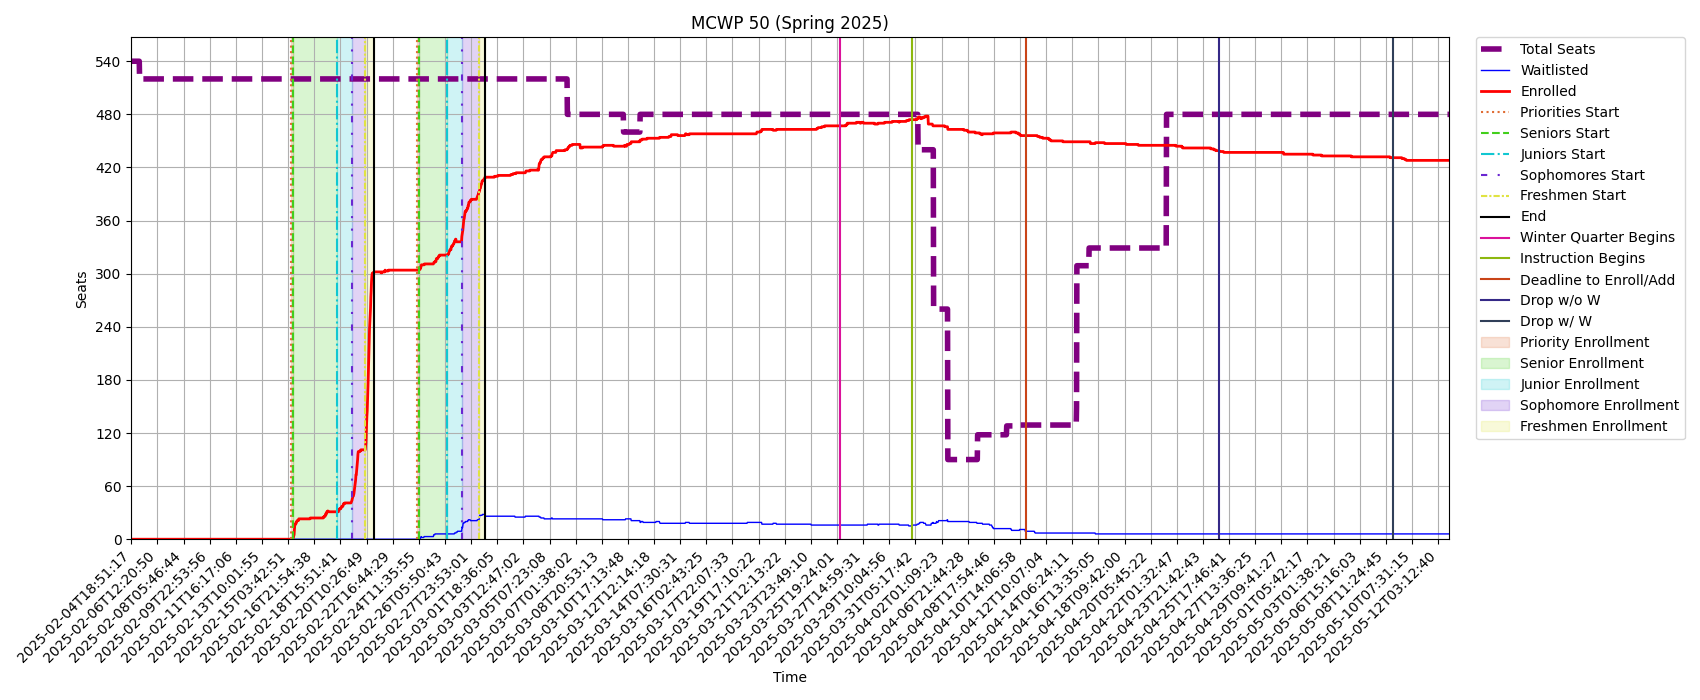 MCWP 50 (Spring 2025)
Seats
540
480
420
360
300
240
180
120
60
0
2025-02-04T18:51:17
2025-02-06T12:20:50
2025-02-08T05:46:44
2025-02-09T22:53:56
2025-02-11T16:17:06
2025-02-13T10:01:55
2025-02-15T03:42:51
2025-02-16T21:54:38
2025-02-18T15:51:41
2025-02-20T10:26:49
2025-02-22T16:44:29
2025-02-24T11:35:55
2025-02-26T05:50:43
2025-02-27T23:53:01
2025-03-01T18:36:05
2025-03-03T12:47:02
2025-03-05T07:23:08
2025-03-07T01:38:02
2025-03-08T20:53:13
2025-03-10T17:13:48
2025-03-12T12:14:18
2025-03-14T07:30:31
2025-03-16T02:43:25
2025-03-17T22:07:33
2025-03-19T17:10:22
2025-03-21T12:13:22
2025-03-23T23:49:10
2025-03-25T19:24:01
2025-03-27T14:59:31
2025-03-29T10:04:56
2025-03-31T05:17:42
2025-04-02T01:09:23
2025-04-06T21:44:28
2025-04-08T17:54:46
2025-04-10T14:06:58
2025-04-12T10:07:04
2025-04-14T06:24:11
2025-04-16T13:35:05
2025-04-18T09:42:00
2025-04-20T05:45:22
2025-04-22T01:32:47
2025-04-23T21:42:43
2025-04-25T17:46:41
2025-04-27T13:36:25
2025-04-29T09:41:27
2025-05-01T05:42:17
2025-05-03T01:38:21
2025-05-06T15:16:03
2025-05-08T11:24:45
2025-05-10T07:31:15
2025-05-12T03:12:40
Time
Total Seats
Waitlisted
Enrolled
Priorities Start
Seniors Start
Juniors Start
Sophomores Start
Freshmen Start
End
Winter Quarter Begins
Instruction Begins
Deadline to Enroll/Add
Drop w/o W
Drop w/ W
Priority Enrollment
Senior Enrollment
Junior Enrollment
Sophomore Enrollment
Freshmen Enrollment